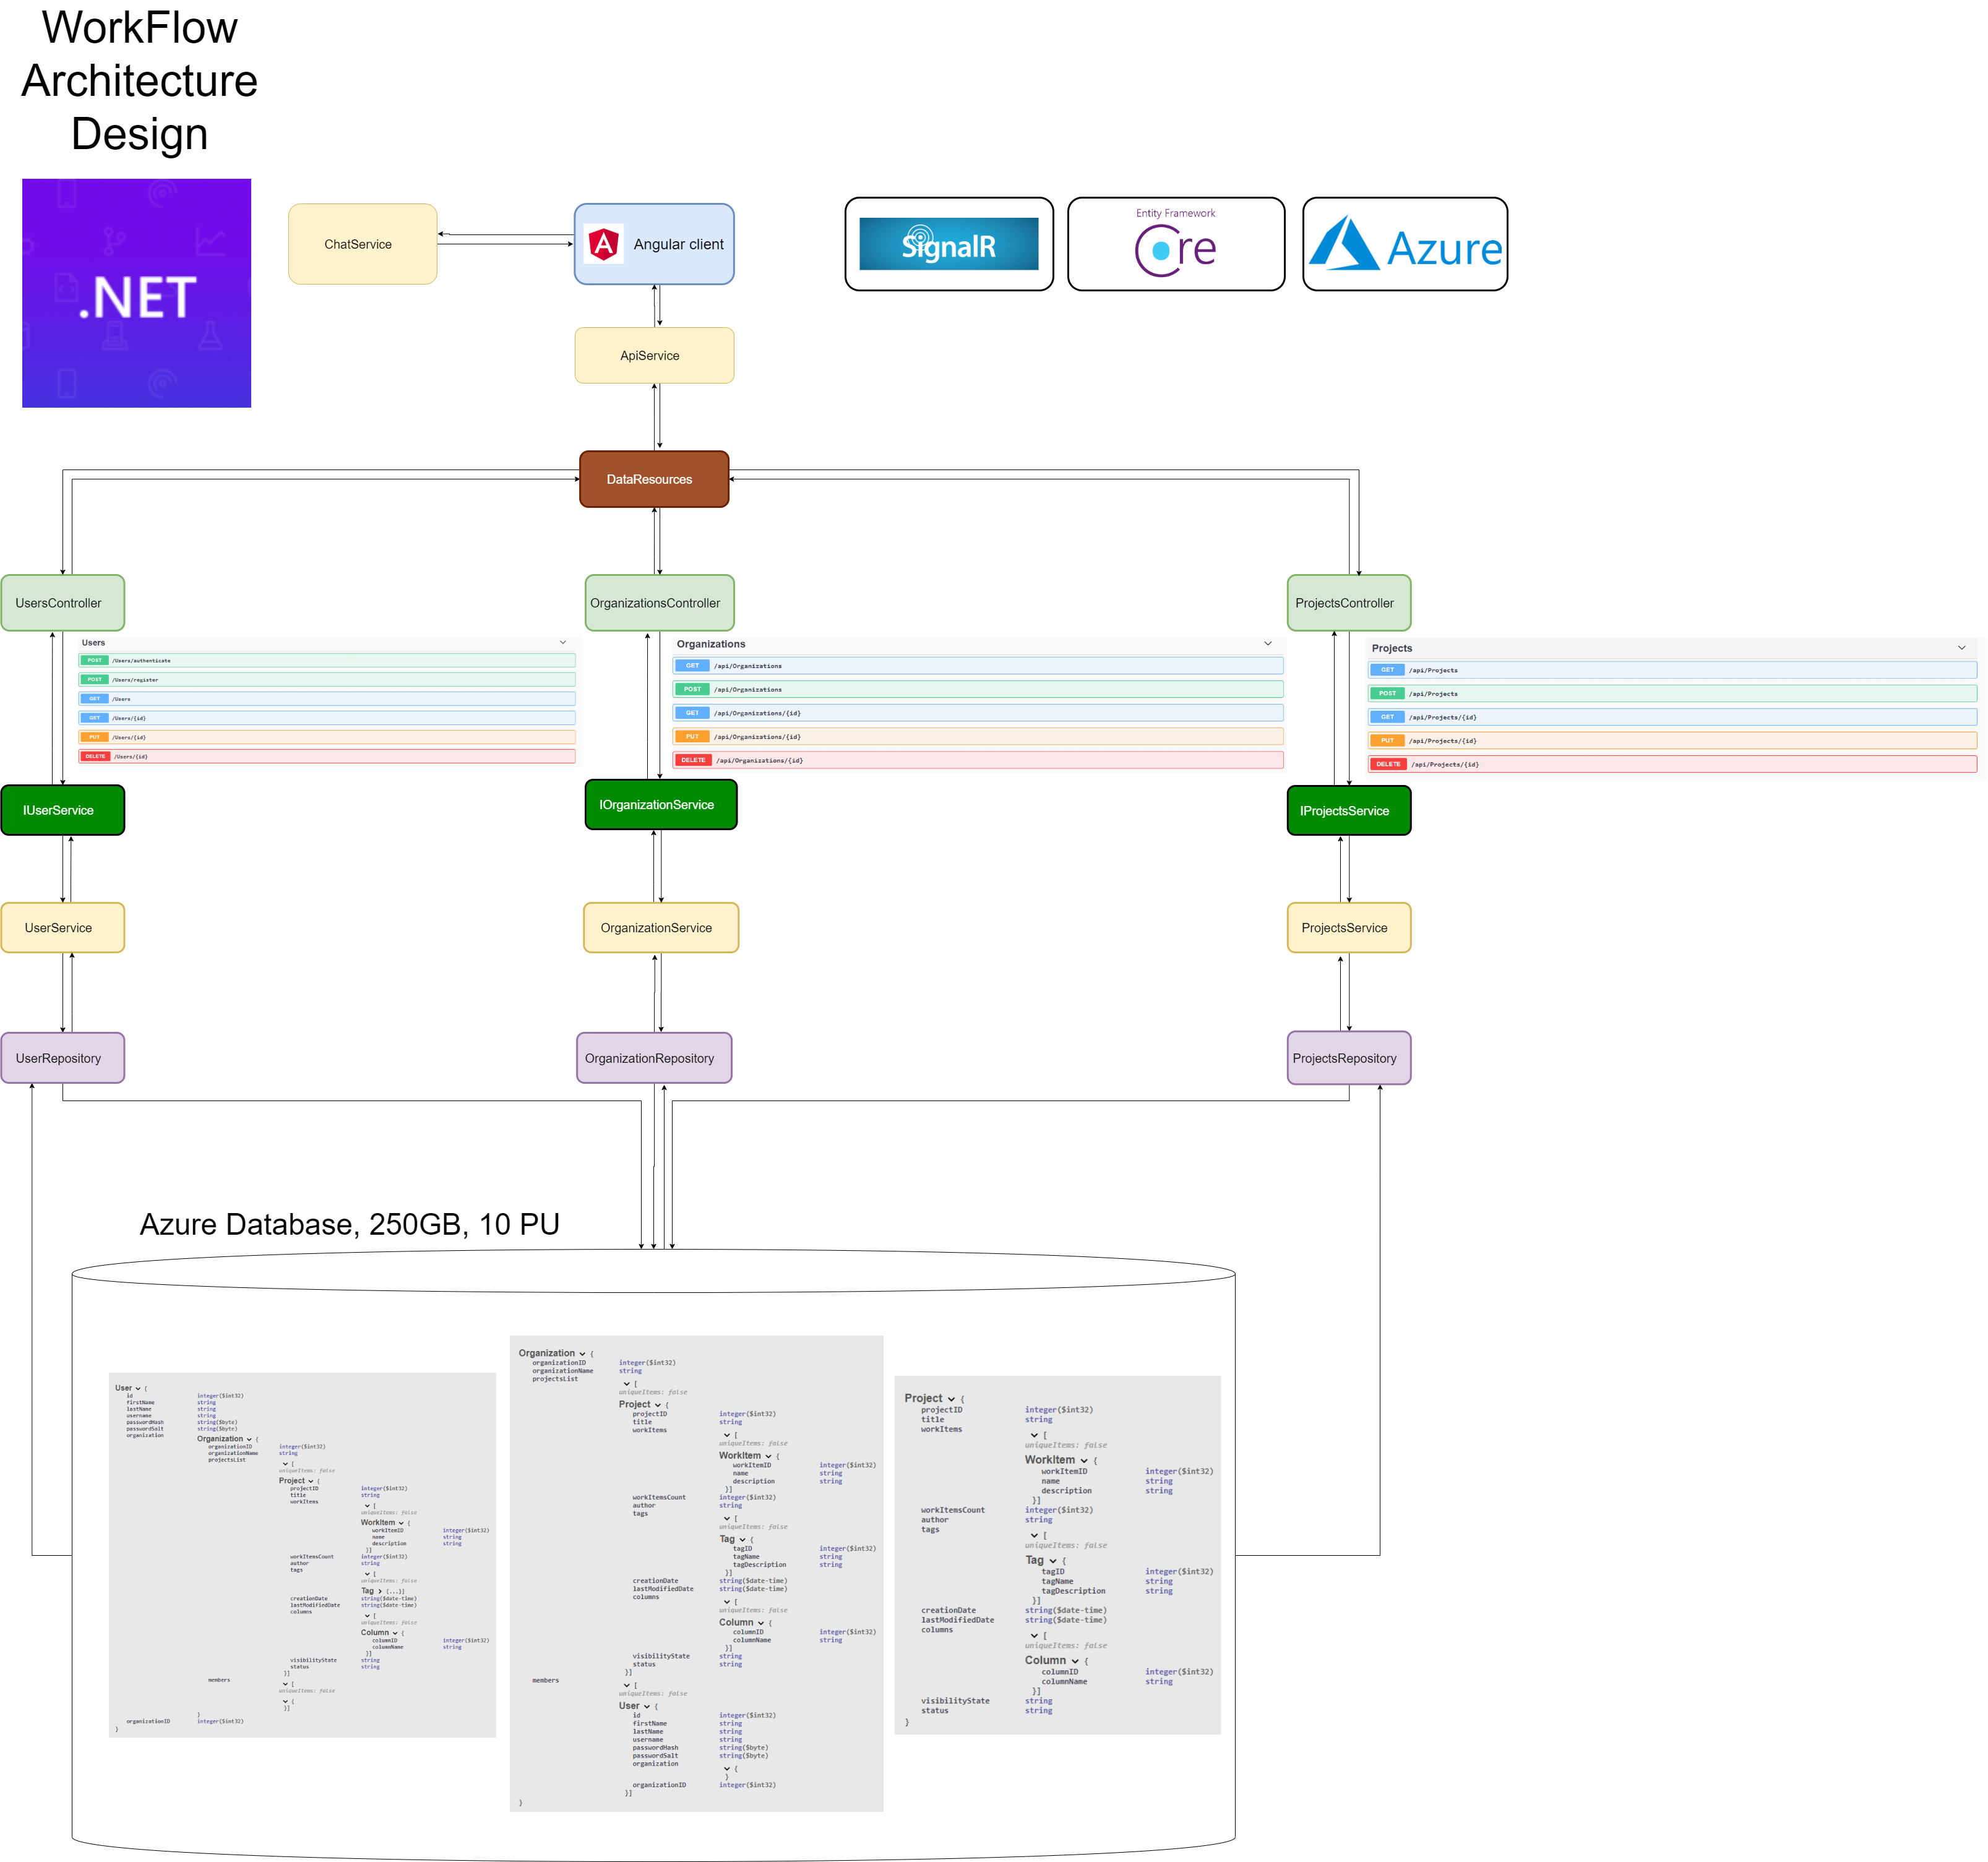 WorkFlow
Architecture
Design
.NET
ChatService
Angular client
SignalR
Entity Framework
Core
Azure
ApiService
DataResources
UsersController
OrganizationsController
ProjectsController
Users
POST /Users/authenticate
POST /Users/register
GET /Users
GET /Users/{id}
PUT /Users/{id}
DELETE /Users/{id}
Organizations
GET /api/Organizations
POST /api/Organizations
GET /api/Organizations/{id}
PUT /api/Organizations/{id}
DELETE /api/Organizations/{id}
Projects
GET /api/Projects
POST /api/Projects
GET /api/Projects/{id}
PUT /api/Projects/{id}
DELETE /api/Projects/{id}
IUserService
IOrganizationService
IProjectsService
UserService
OrganizationService
ProjectsService
UserRepository
OrganizationRepository
ProjectsRepository
Azure Database, 250GB, 10 PU
User {
id integer($int32)
firstName string
lastName string
username string
passwordHash string($byte)
passwordSalt string($byte)
organization
Organization {
organizationID integer($int32)
organizationName string
projectsList
[
uniqueItems: false
Project {
projectID integer($int32)
title string
workItems
[
uniqueItems: false
WorkItem {
workItemID integer($int32)
name string
description string
}]
workItemsCount integer($int32)
author string
tags
[
uniqueItems: false
Tag {...}]
creationDate string($date-time)
lastModifiedDate string($date-time)
columns
[
uniqueItems: false
Column {
columnID integer($int32)
columnName string
}]
visibilityState string
status string
}]
members
[
uniqueItems: false
{
}]
}
organizationID integer($int32)
}
Organization {
organizationID integer($int32)
organizationName string
projectsList
[
uniqueItems: false
Project {
projectID integer($int32)
title string
workItems
[
uniqueItems: false
WorkItem {
workItemID integer($int32)
name string
description string
}]
workItemsCount integer($int32)
author string
tags
[
uniqueItems: false
Tag {
tagID integer($int32)
tagName string
tagDescription string
}]
creationDate string($date-time)
lastModifiedDate string($date-time)
columns
[
uniqueItems: false
Column {
columnID integer($int32)
columnName string
}]
visibilityState string
status string
}]
members
[
uniqueItems: false
User {
id integer($int32)
firstName string
lastName string
username string
passwordHash string($byte)
passwordSalt string($byte)
organization
{
}
organizationID integer($int32)
}]
}
Project {
projectID integer($int32)
title string
workItems
[
uniqueItems: false
WorkItem {
workItemID integer($int32)
name string
description string
}]
workItemsCount integer($int32)
author string
tags
[
uniqueItems: false
Tag {
tagID integer($int32)
tagName string
tagDescription string
}]
creationDate string($date-time)
lastModifiedDate string($date-time)
columns
[
uniqueItems: false
Column {
columnID integer($int32)
columnName string
}]
visibilityState string
status string
}